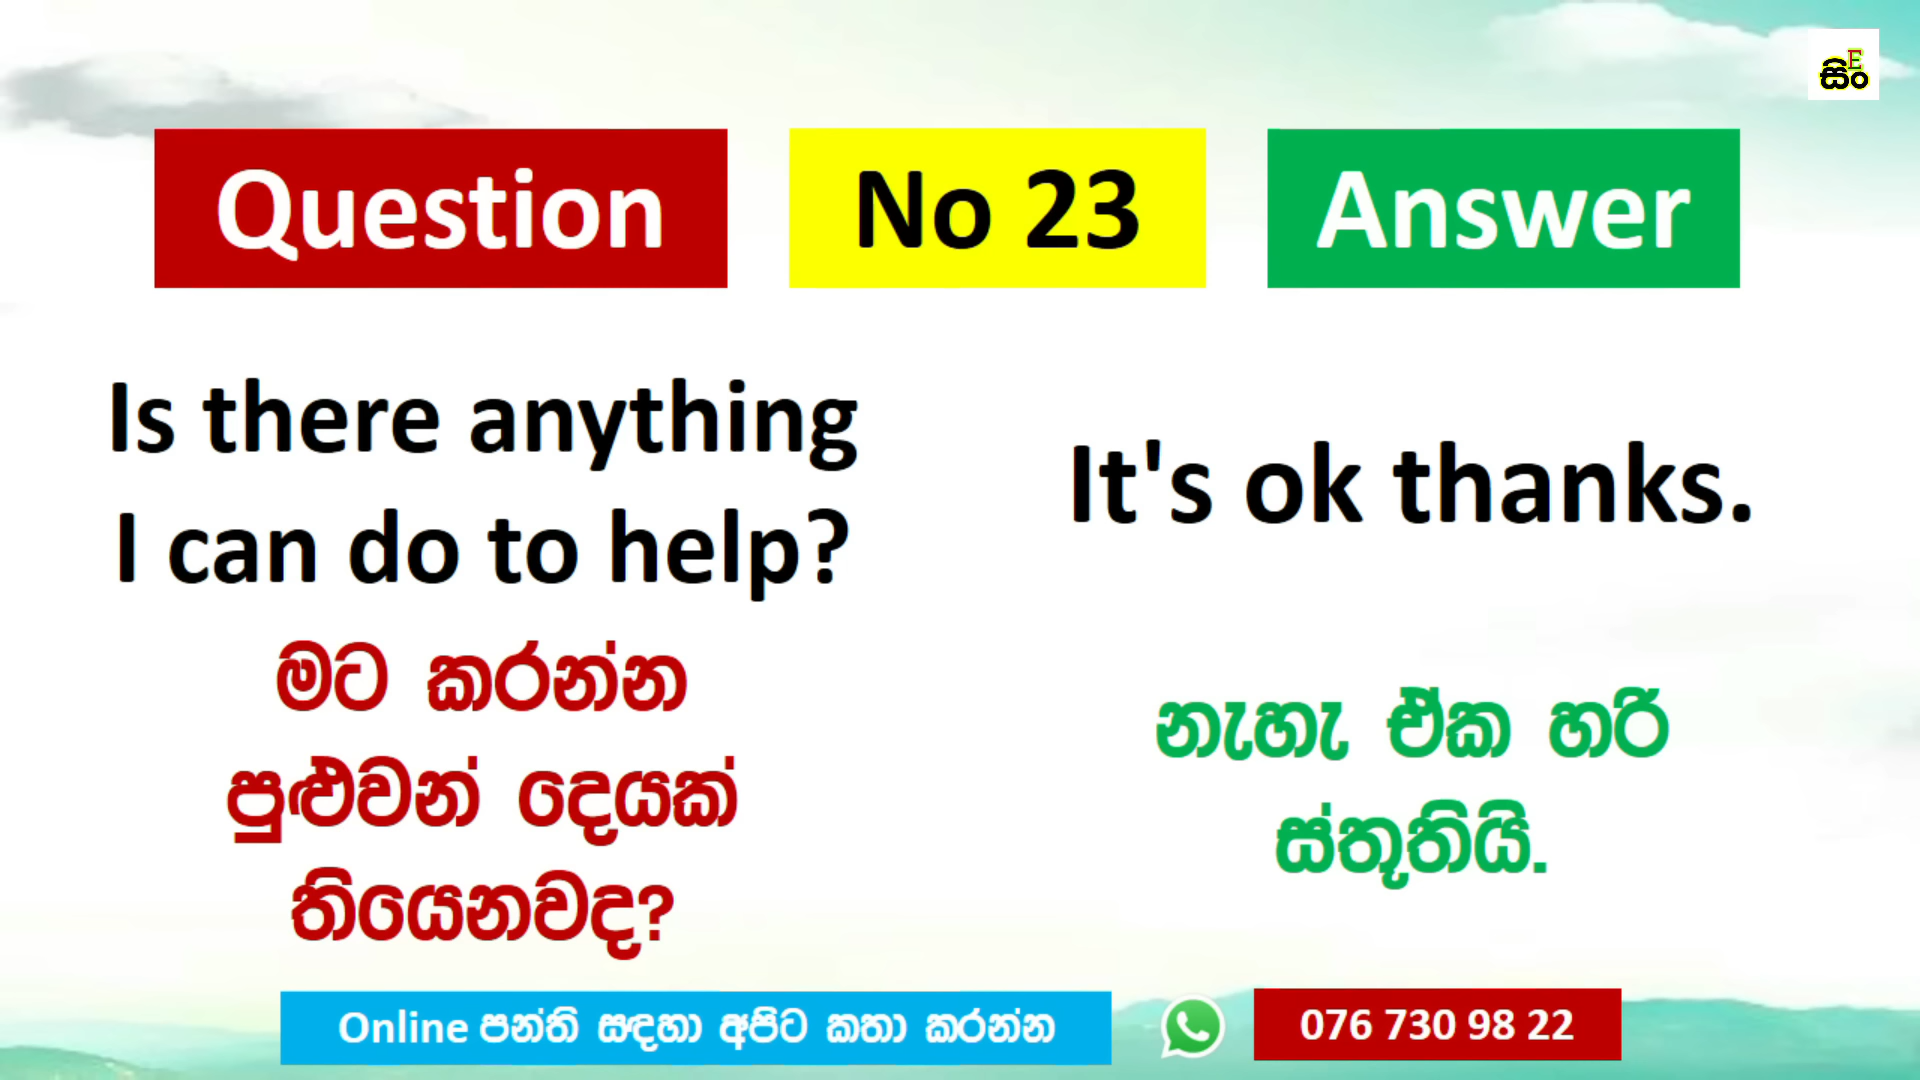 සිං E
Question No 23 Answer
Is there anything
I can do to help?
It's ok thanks.
මට කරන්න
පුළුවන් දෙයක්
තියෙනවද?
නැහැ ඒක හරි
ස්තූතියි.
Online පන්ති සඳහා අපිට කතා කරන්න
076 730 98 22